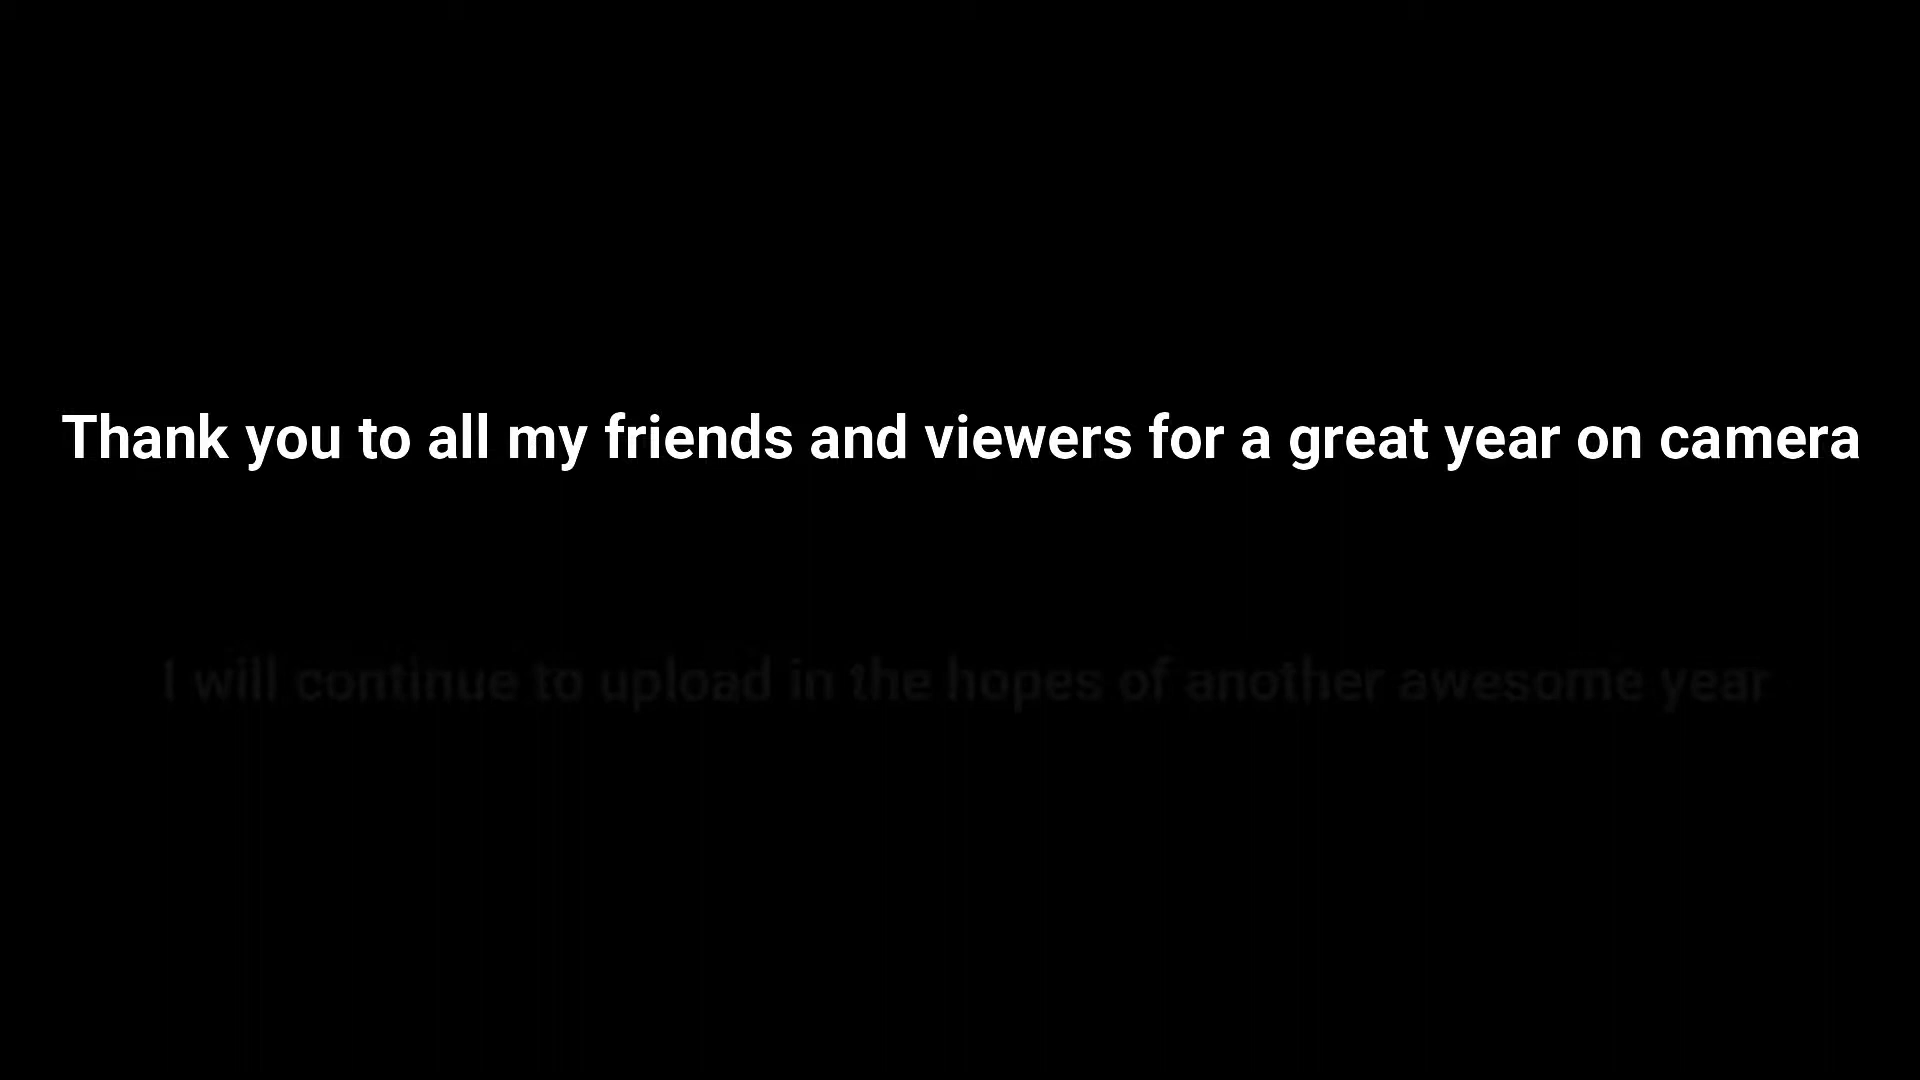 Thank you to all my friends and viewers for a great year on camera
I will continue to upload in the hopes of another awesome year